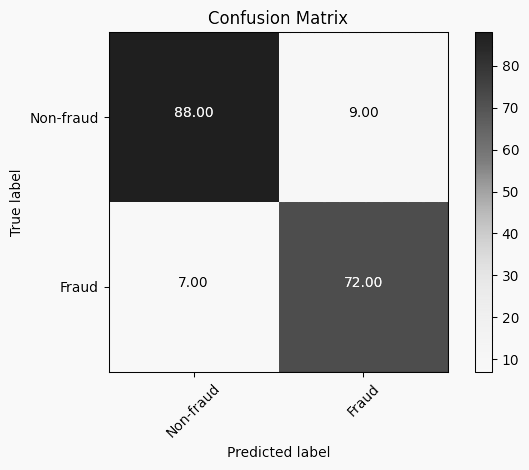 Confusion Matrix
True label
Non-fraud
88.00
9.00
Fraud
7.00
72.00
Non-fraud
Fraud
Predicted label
80
70
60
50
40
30
20
10